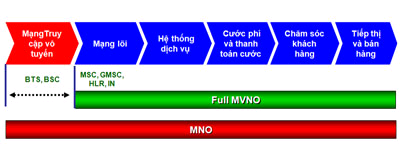 MạngTruy
cập vô
tuyến
Mạng lõi
Hệ thống
dịch vụ
Cước phí
và thanh
toán cước
Chăm sóc
khách
hàng
Tiếp thị
và bán
hàng
BTS, BSC
MSC, GMSC,
HLR, IN
Full MVNO
MNO